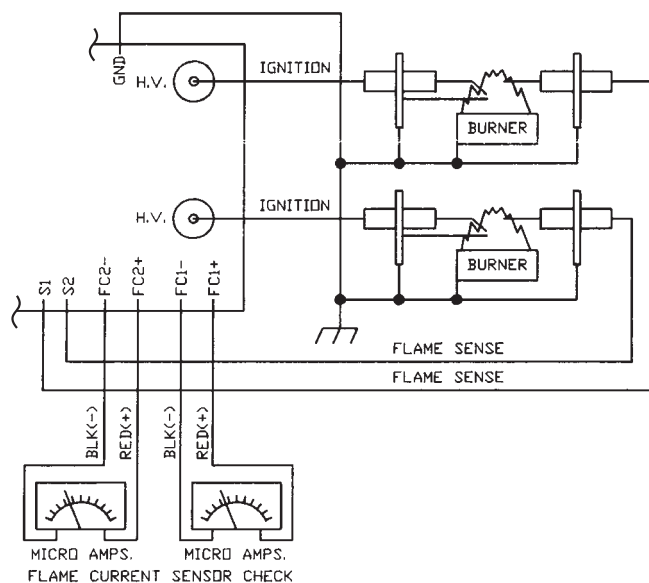 GND
H.V.
IGNITION
BURNER
H.V.
IGNITION
BURNER
S1
S2
FC2-
FC2+
FC1-
FC1+
FLAME SENSE
FLAME SENSE
BLK(-)
RED(+)
BLK(-)
RED(+)
MICRO AMPS.
FLAME CURRENT
MICRO AMPS.
SENSOR CHECK